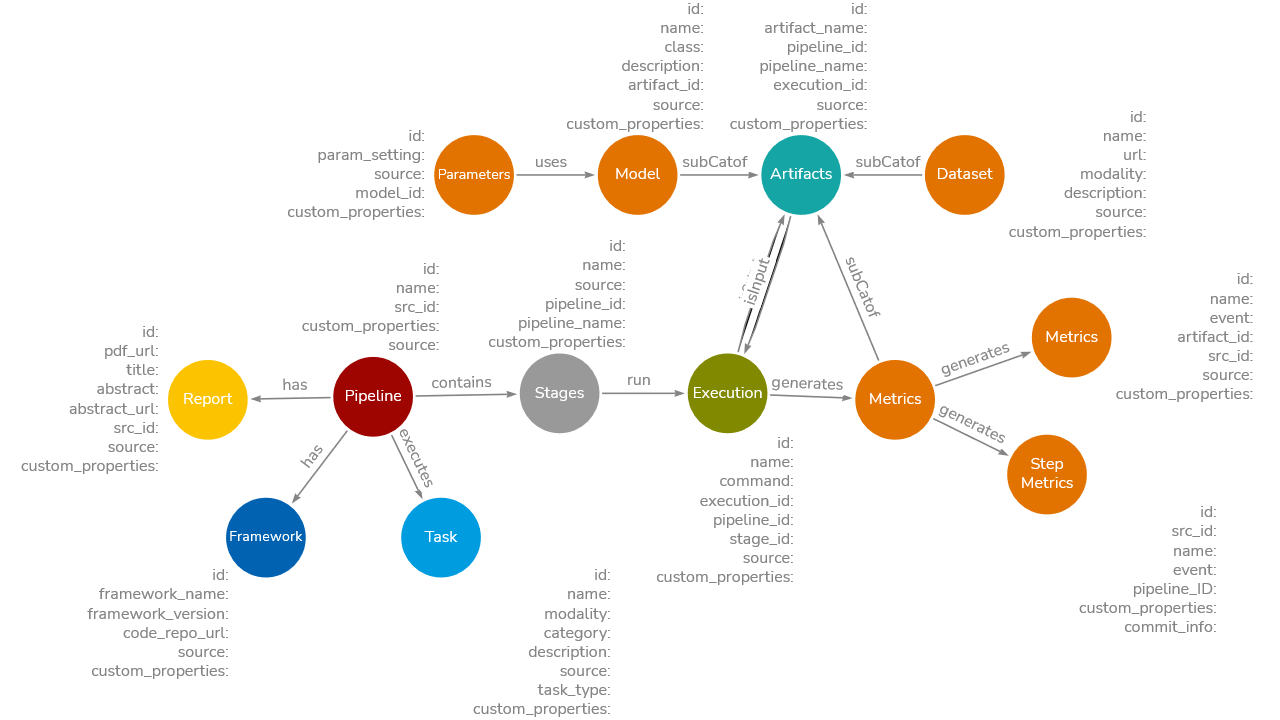 id:
name:
class:
description:
artifact_id:
source:
custom_properties:
id:
artifact_name:
pipeline_id:
pipeline_name:
execution_id:
suorce:
custom_properties:
id:
param_setting:
source:
model_id:
custom_properties:
Parameters
uses
Model
subCatof
Artifacts
subCatof
Dataset
id:
name:
url:
modality:
description:
source:
custom_properties:
id:
name:
source:
pipeline_id:
pipeline_name:
custom_properties:
isInput
subCatof
id:
name:
src_id:
custom_properties:
source:
id:
pdf_url:
title:
abstract:
abstract_url:
src_id:
source:
custom_properties:
Report
has
Pipeline
contains
Stages
run
Execution
generates
Metrics
generates
Metrics
id:
name:
event:
artifact_id:
src_id:
source:
custom_properties:
generates
Step
Metrics
has
executes
Framework
Task
id:
name:
command:
execution_id:
pipeline_id:
stage_id:
source:
custom_properties:
id:
src_id:
name:
event:
pipeline_ID:
custom_properties:
commit_info:
id:
framework_name:
framework_version:
code_repo_url:
source:
custom_properties:
id:
name:
modality:
category:
description:
source:
task_type:
custom_properties: